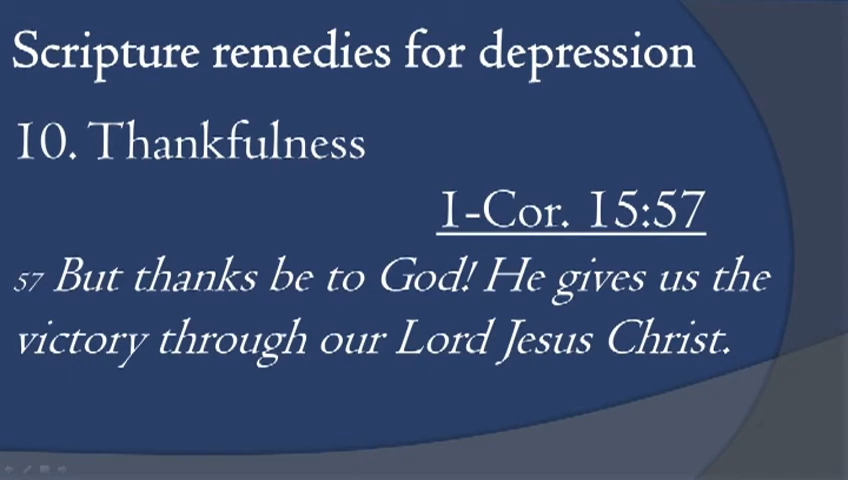 Scripture remedies for depression
10. Thankfulness
1-Cor. 15:57
57 But thanks be to God! He gives us the
victory through our Lord Jesus Christ.